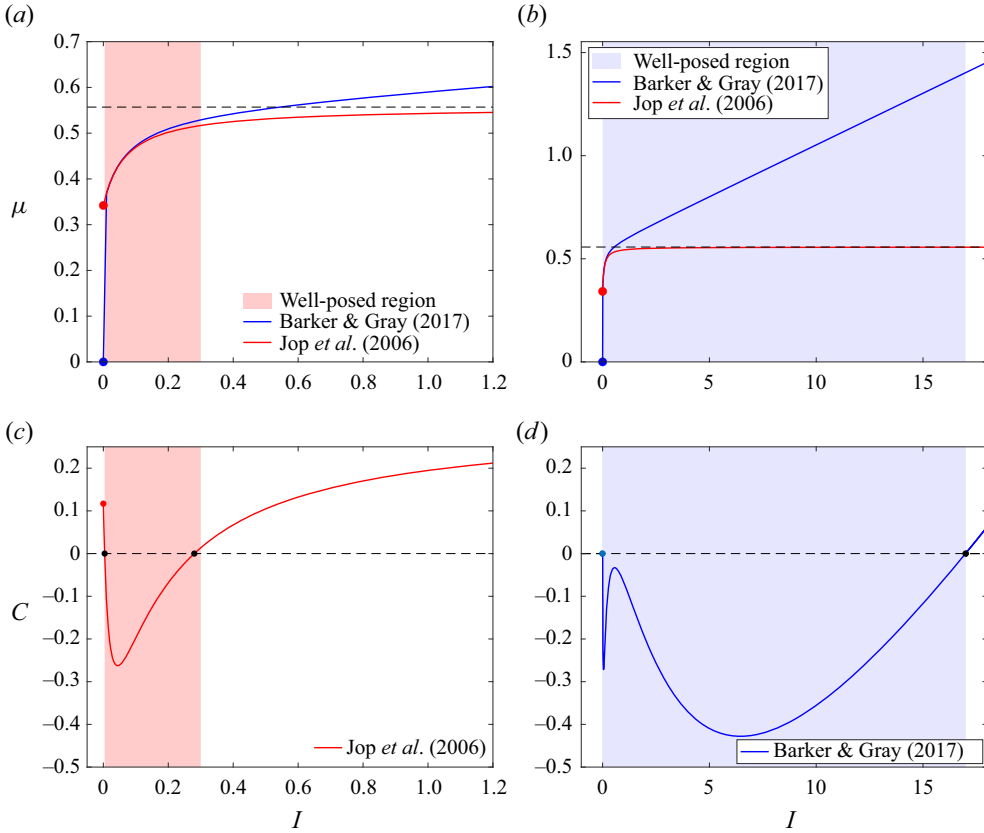 (a)
(b)
0.7
0.6
0.5
0.4
0.3
0.2
0.1
0
μ
Well-posed region
Barker & Gray (2017)
Jop et al. (2006)
0 0.2 0.4 0.6 0.8 1.0 1.2
1.5
1.0
0.5
0
Well-posed region
Barker & Gray (2017)
Jop et al. (2006)
0 5 10 15
(c)
(d)
0.2
0.1
0
–0.1
–0.2
–0.3
–0.4
–0.5
C
Jop et al. (2006)
0 0.2 0.4 0.6 0.8 1.0 1.2
I
0.2
0.1
0
–0.1
–0.2
–0.3
–0.4
–0.5
Barker & Gray (2017)
0 5 10 15
I